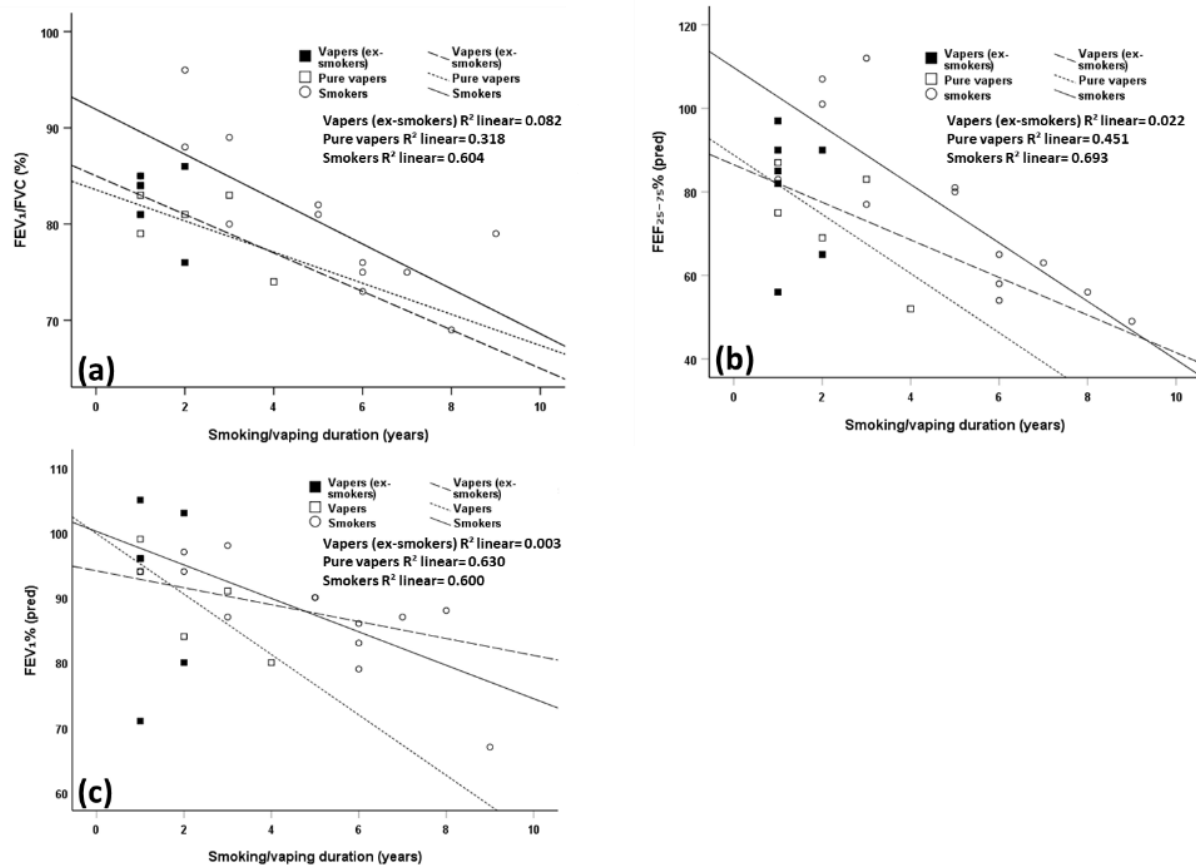 100%
90%
80%
70%
FEV₁/FVC (%)
0 2 4 6 8 10
Smoking/vaping duration (years)
Vapers (ex-
smokers)
Pure vapers
Smokers
Vapers (ex-
smokers)
Pure vapers
Smokers
Vapers (ex-smokers) R² linear= 0.082
Pure vapers R² linear= 0.318
Smokers R² linear= 0.604
(a)
120
100
80
60
40
FEF₂₅₋₇₅% (pred)
0 2 4 6 8 10
Smoking/vaping duration (years)
Vapers (ex-
smokers)
Pure vapers
smokers
Vapers (ex-
smokers)
Pure vapers
smokers
Vapers (ex-smokers) R² linear= 0.022
Pure vapers R² linear= 0.451
Smokers R² linear= 0.693
(b)
110
100
90
80
70
60
FEV₁% (pred)
0 2 4 6 8 10
Smoking/vaping duration (years)
Vapers (ex-
smokers)
Vapers
Smokers
Vapers (ex-
smokers)
Vapers
Smokers
Vapers (ex-smokers) R² linear= 0.003
Pure vapers R² linear= 0.630
Smokers R² linear= 0.600
(c)